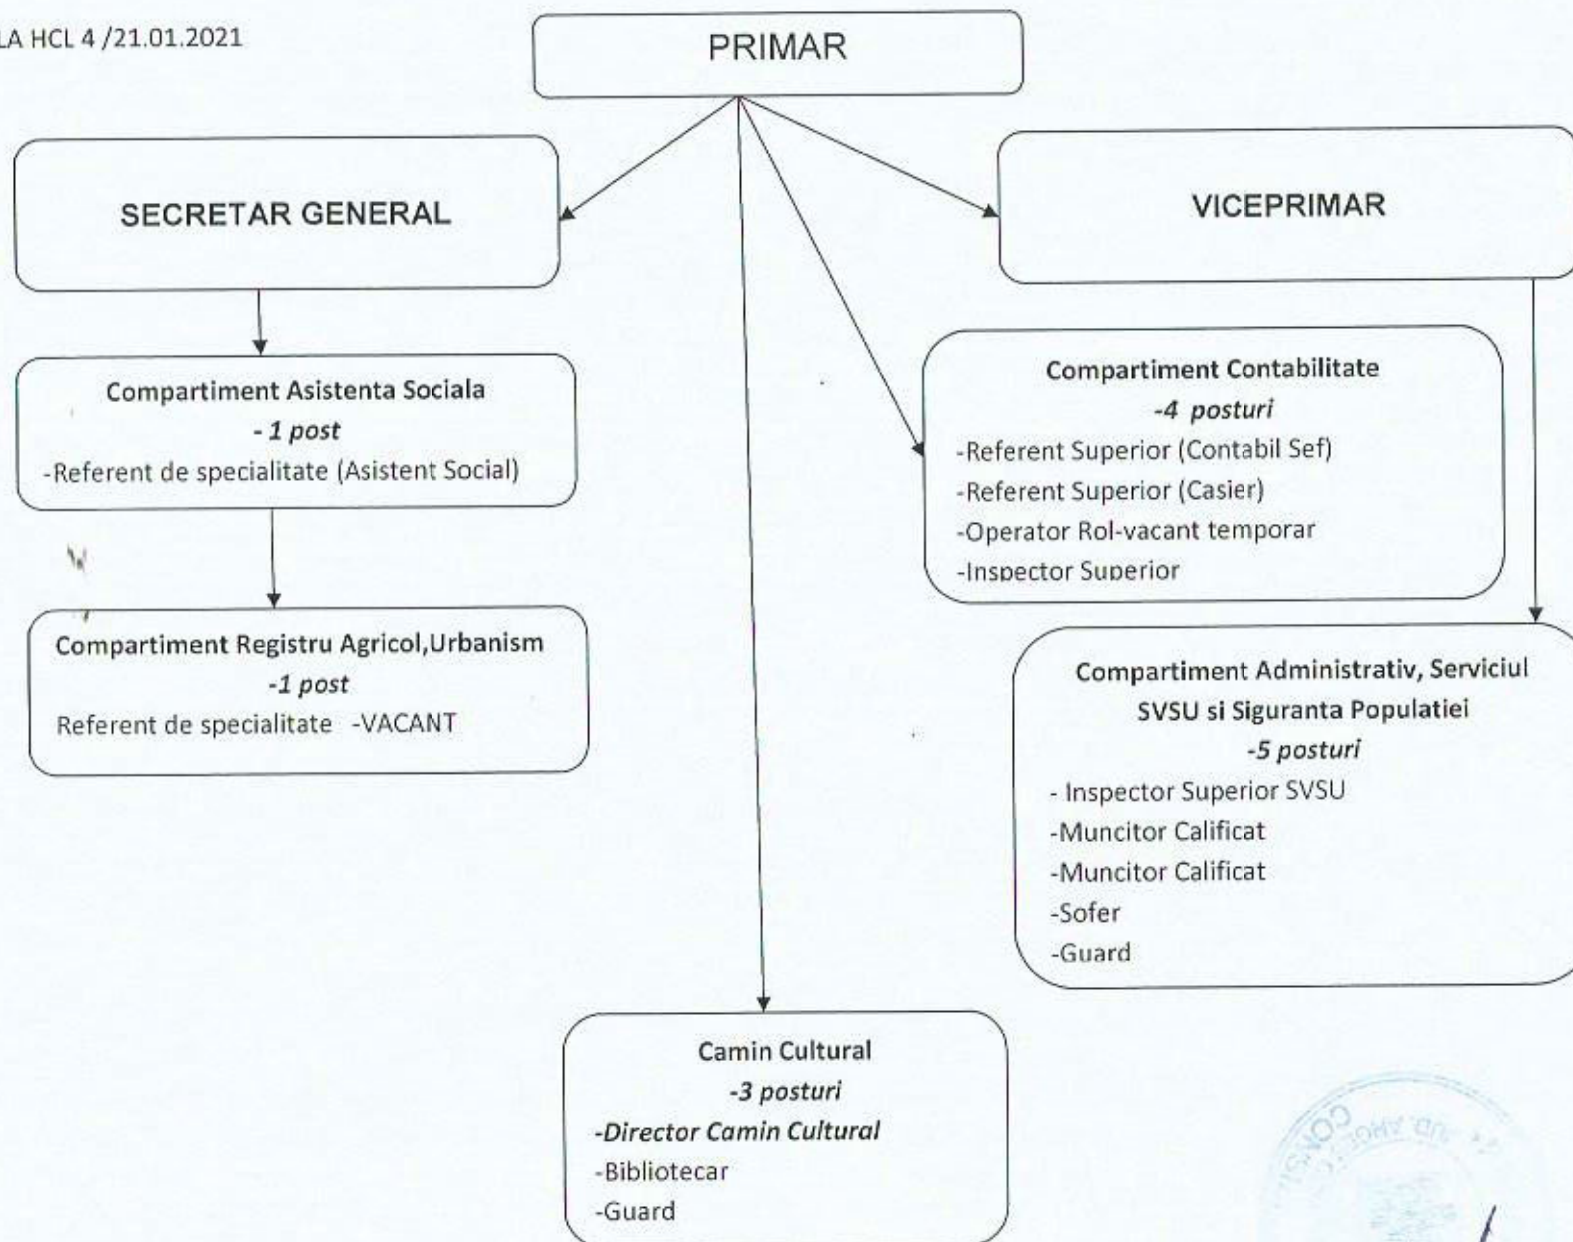 LA HCL 4 /21.01.2021
PRIMAR
SECRETAR GENERAL
VICEPRIMAR
Compartiment Asistenta Sociala
- 1 post
-Referent de specialitate (Asistent Social)
Compartiment Contabilitate
-4 posturi
-Referent Superior (Contabil Sef)
-Referent Superior (Casier)
-Operator Rol-vacant temporar
-Inspector Superior
Compartiment Registru Agricol,Urbanism
-1 post
Referent de specialitate -VACANT
Compartiment Administrativ, Serviciul
SVSU si Siguranta Populatiei
-5 posturi
- Inspector Superior SVSU
-Muncitor Calificat
-Muncitor Calificat
-Sofer
-Guard
Camin Cultural
-3 posturi
-Director Camin Cultural
-Bibliotecar
-Guard